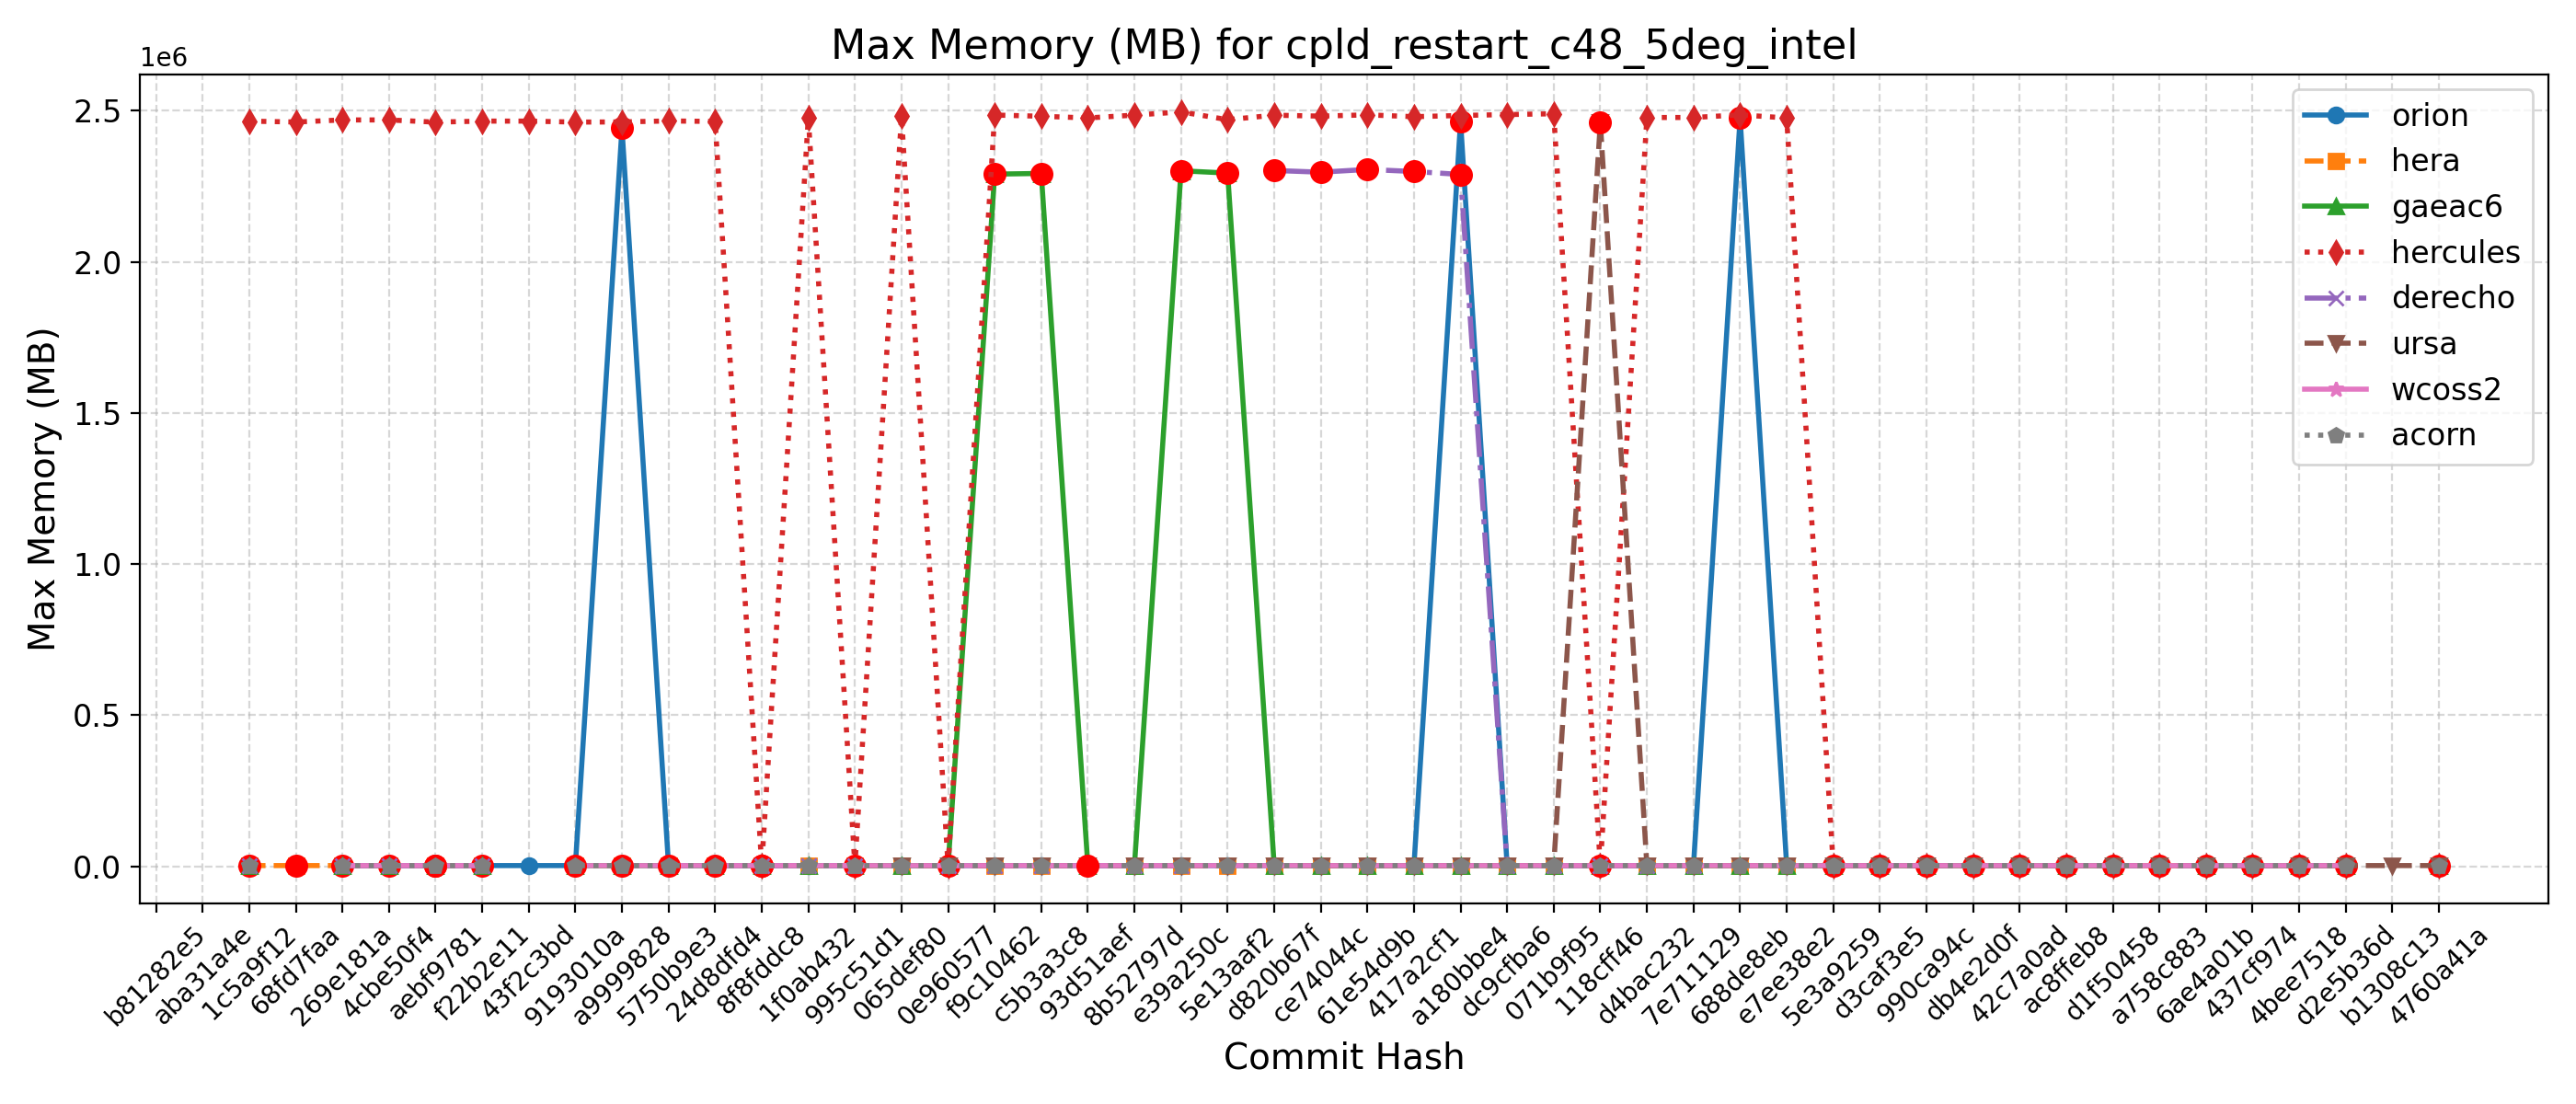 Max Memory (MB) for cpld_restart_c48_5deg_intel
1e6
2.5
2.0
1.5
1.0
0.5
0.0
Max Memory (MB)
orion
hera
gaeac6
hercules
derecho
ursa
wcoss2
acorn
b81282e5
aba31a4e
1c5a9f12
68fd7faa
269e181a
4cbe50f4
aebf9781
f22b2e11
43f2c3bd
9193010a
a9999828
5750b9e3
24d8dfd4
8f8fddc8
1f0ab432
995c51d1
065def80
0e960577
f9c10462
c5b3a3c8
93d51aef
8b52797d
e39a250c
5e13aaf2
d820b67f
ce74044c
61e54d9b
417a2cf1
a180bbe4
dc9cfba6
071b9f95
118cff46
d4bac232
7e711129
688de8eb
e7ee38e2
5e3a9259
d3caf3e5
990ca94c
db4e2d0f
42c7a0ad
ac8ffeb8
d1f50458
a758c883
6ae4a01b
437cf974
4bee7518
d2e5b36d
b1308c13
4760a41a
Commit Hash